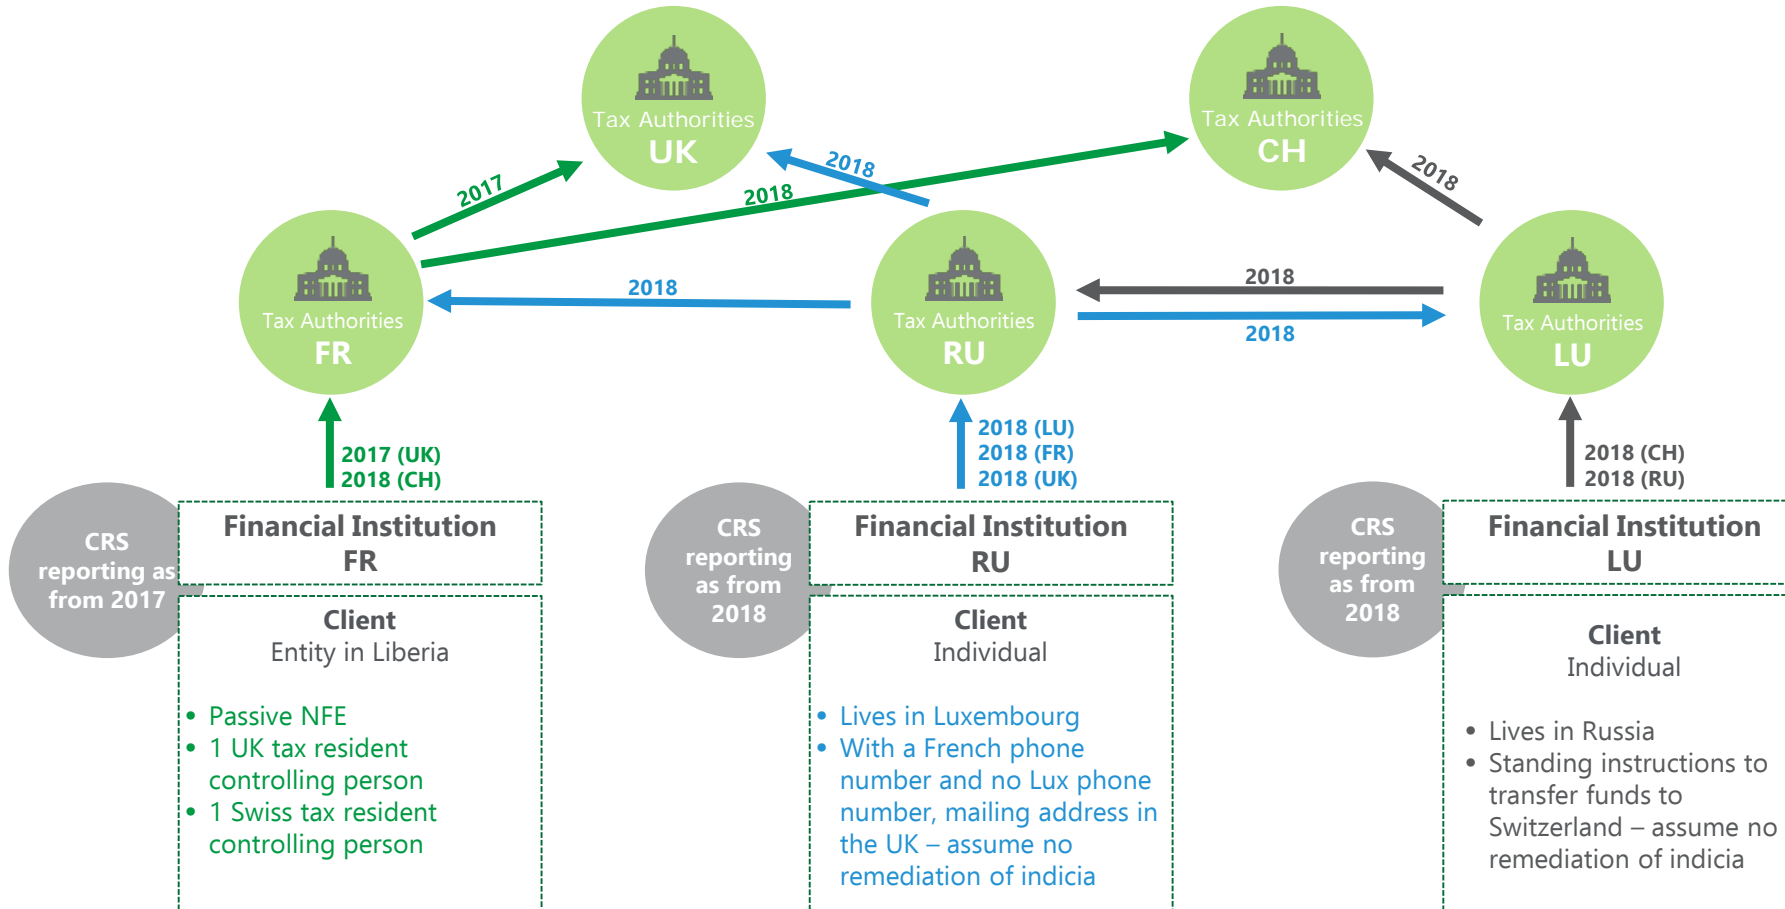 Tax Authorities
UK
Tax Authorities
CH
2017
2018
2018
2018
Tax Authorities
FR
2018
Tax Authorities
RU
2018
2018
Tax Authorities
LU
2017 (UK)
2018 (CH)
2018 (LU)
2018 (FR)
2018 (UK)
2018 (CH)
2018 (RU)
CRS
reporting as
from 2017
Financial Institution
FR
Client
Entity in Liberia
• Passive NFE
• 1 UK tax resident
controlling person
• 1 Swiss tax resident
controlling person
CRS
reporting
as from
2018
Financial Institution
RU
Client
Individual
• Lives in Luxembourg
• With a French phone
number and no Lux phone
number, mailing address in
the UK – assume no
remediation of indicia
CRS
reporting
as from
2018
Financial Institution
LU
Client
Individual
• Lives in Russia
• Standing instructions to
transfer funds to
Switzerland – assume no
remediation of indicia